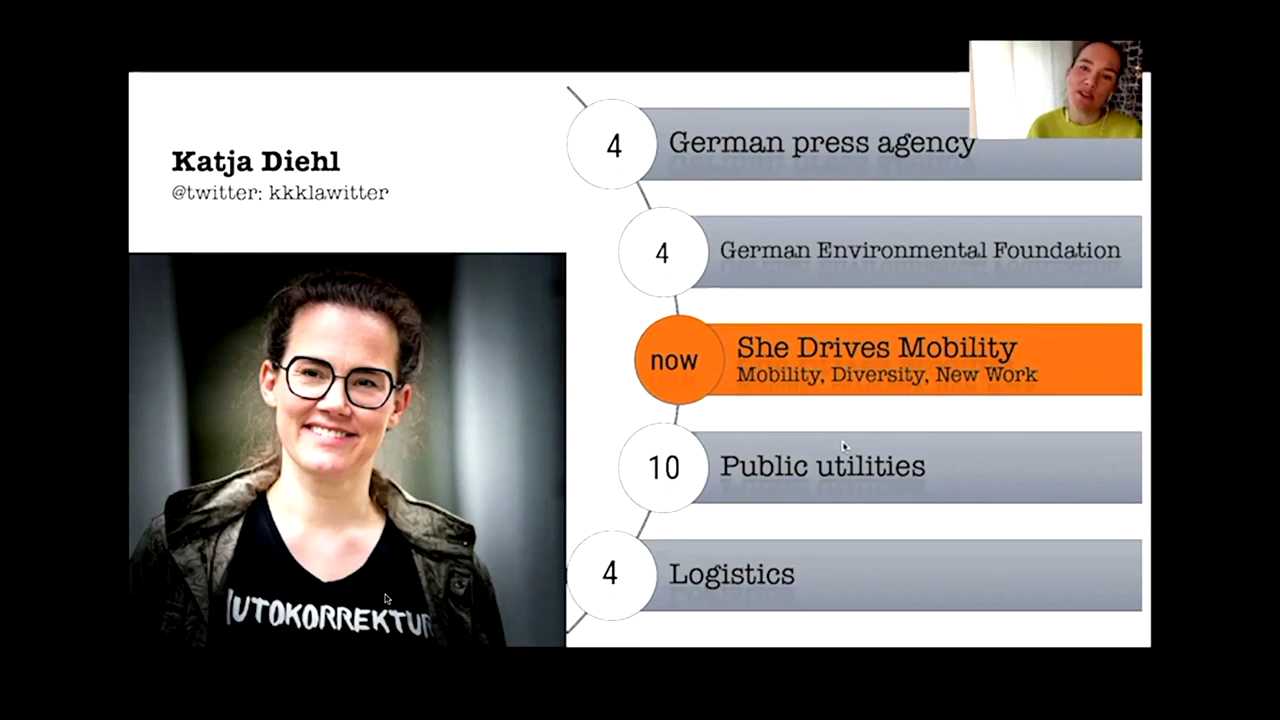 Katja Diehl
@twitter: kkklawitter
4 German press agency
4 German Environmental Foundation
now She Drives Mobility
Mobility, Diversity, New Work
10 Public utilities
4 Logistics
AUTOKORREKTUR